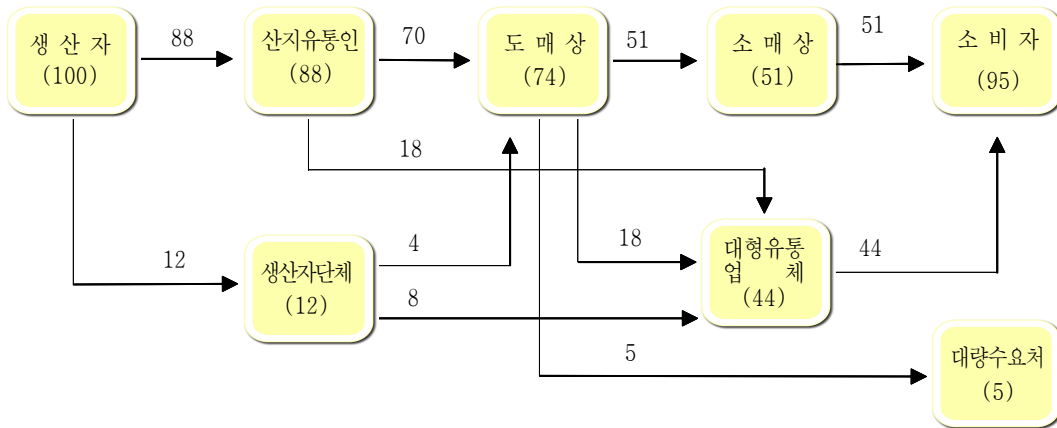 생 산 자
(100)
88
산지유통인
(88)
70
도 매 상
(74)
51
소 매 상
(51)
51
소 비 자
(95)
18
12
생산자단체
(12)
4
8
18
대형유통
업 체
(44)
44
5
대량수요처
(5)